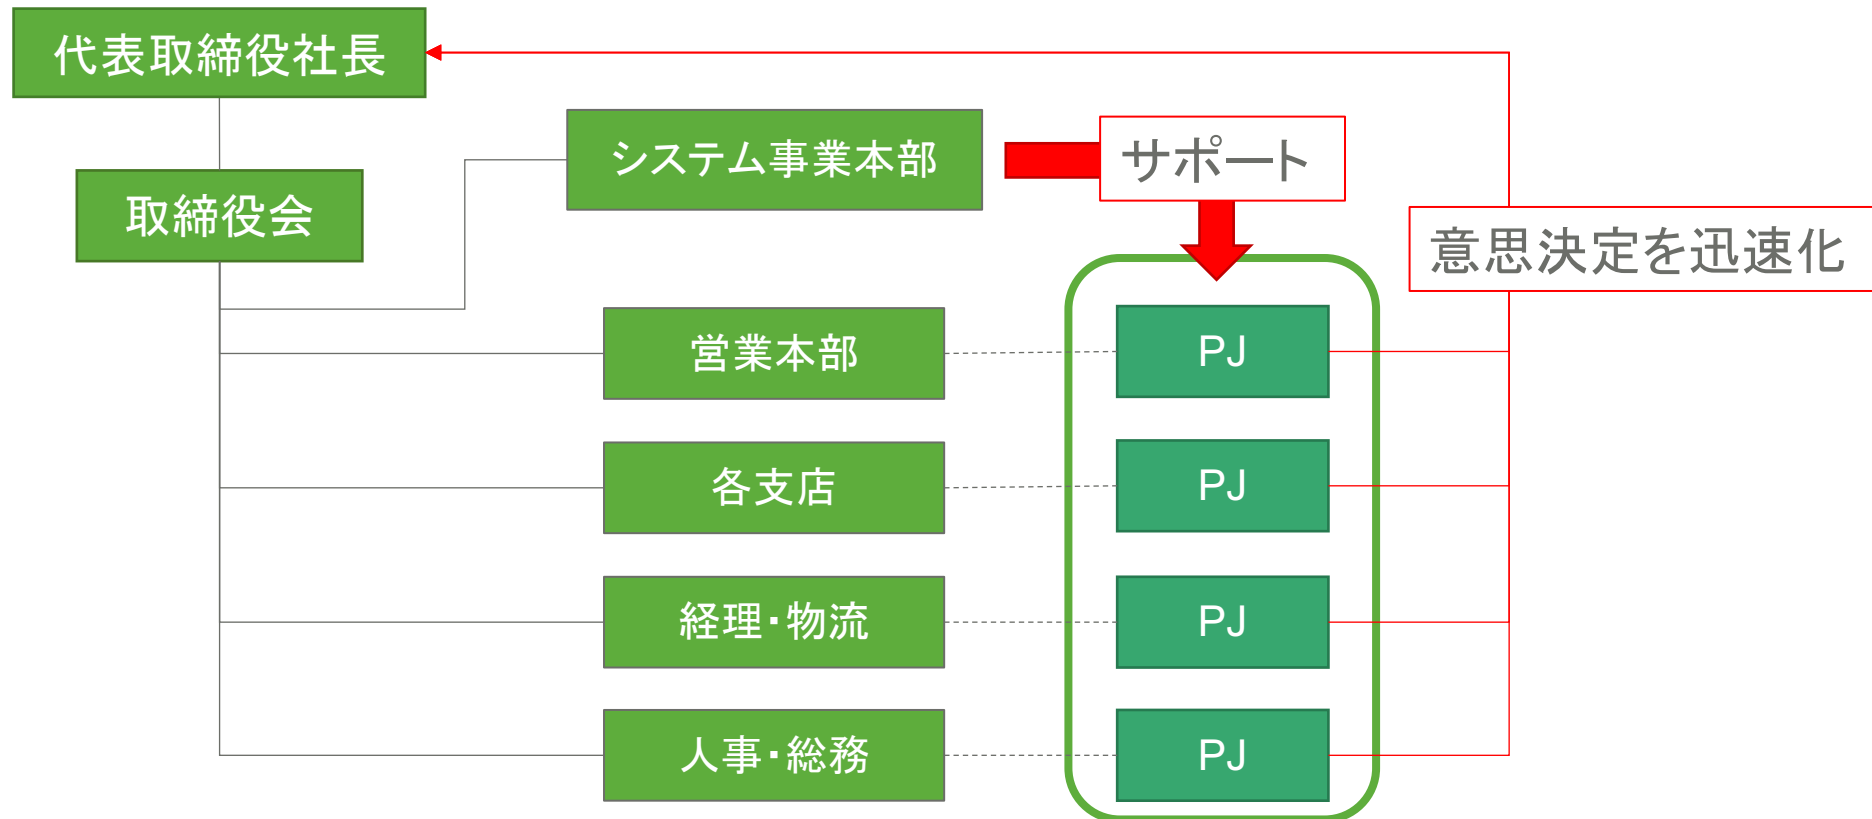 代表取締役社長
取締役会
システム事業本部
サポート
意思決定を迅速化
営業本部
PJ
各支店
PJ
経理・物流
PJ
人事・総務
PJ